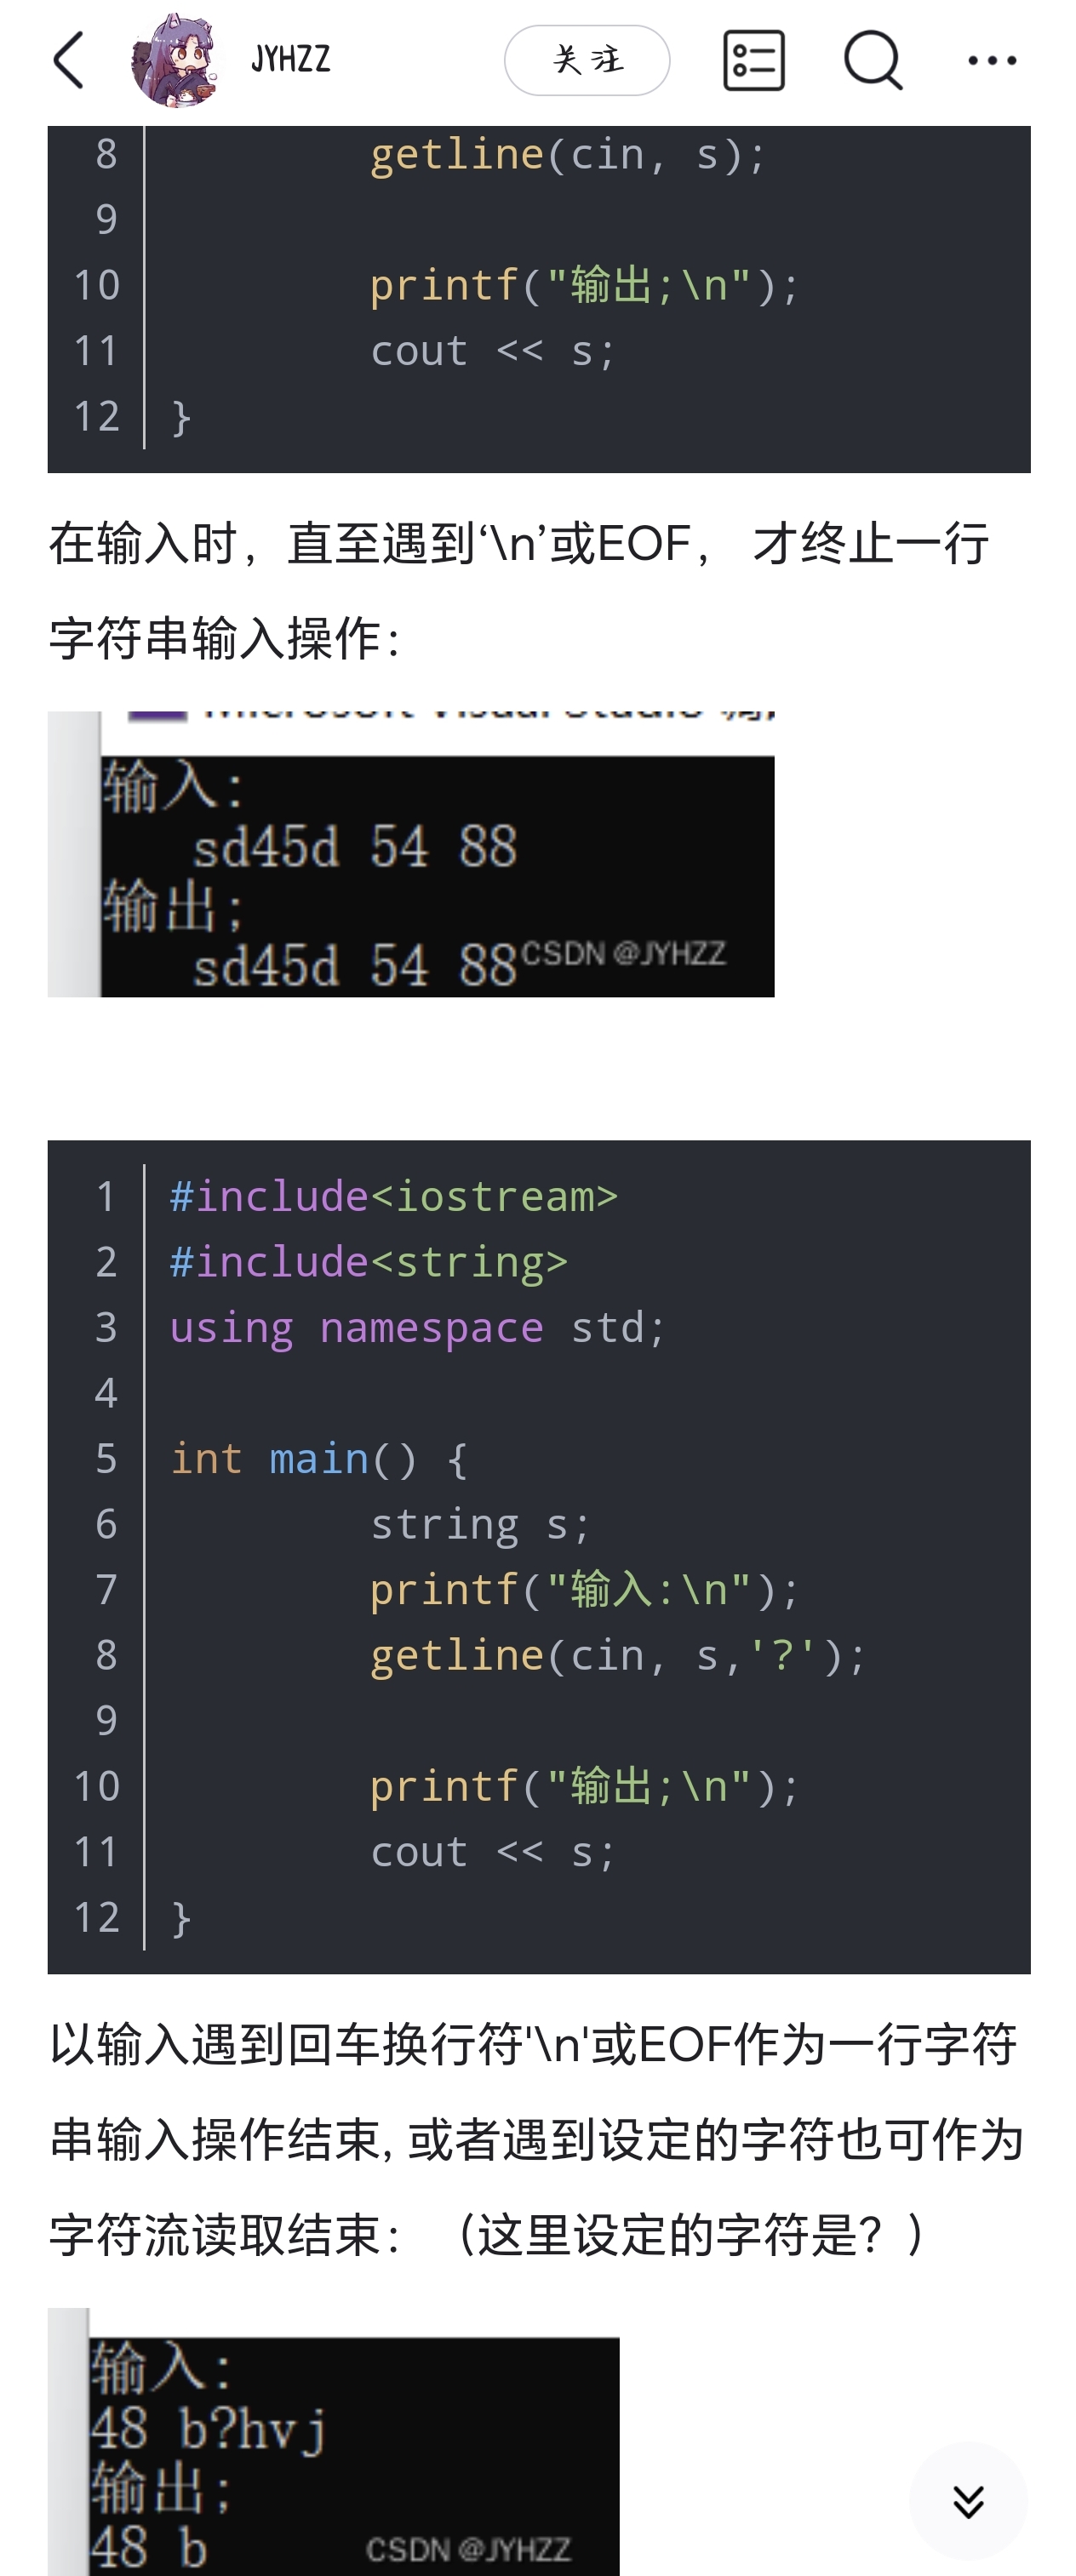 JYHZZ 关注
8 getline(cin, s);
9
10 printf("输出;\n");
11 cout << s;
12 }
在输入时，直至遇到‘\n’或EOF， 才终止一行
字符串输入操作：
输入:
sd45d 54 88
输出;
sd45d 54 88
CSDN @JYHZZ
1 #include<iostream>
2 #include<string>
3 using namespace std;
4
5 int main() {
6 string s;
7 printf("输入:\n");
8 getline(cin, s,'?');
9
10 printf("输出;\n");
11 cout << s;
12 }
以输入遇到回车换行符'\n'或EOF作为一行字符
串输入操作结束, 或者遇到设定的字符也可作为
字符流读取结束：（这里设定的字符是？）
输入:
48 b?hvj
输出;
48 b
CSDN @JYHZZ